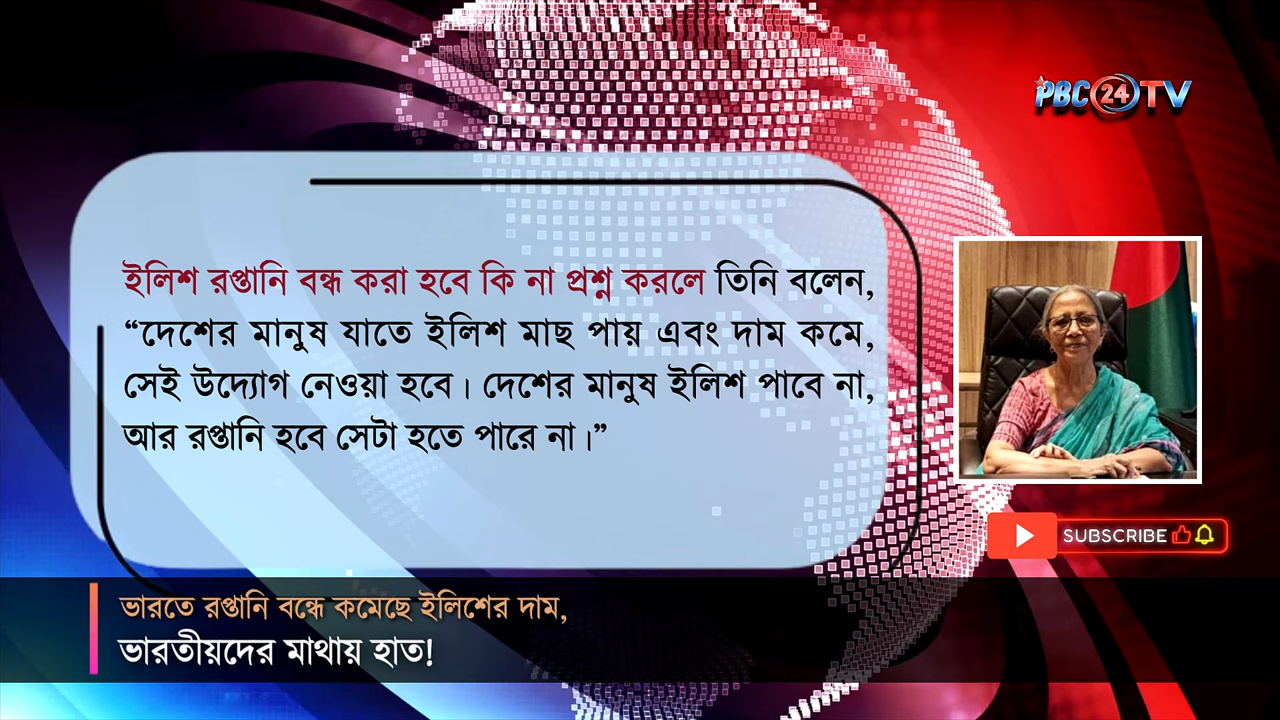 PBC 24 TV
ইলিশ রপ্তানি বন্ধ করা হবে কি না প্রশ্ন করলে তিনি বলেন,
“দেশের মানুষ যাতে ইলিশ মাছ পায় এবং দাম কমে,
সেই উদ্যোগ নেওয়া হবে। দেশের মানুষ ইলিশ পাবে না,
আর রপ্তানি হবে সেটা হতে পারে না।”
SUBSCRIBE
ভারতে রপ্তানি বন্ধে কমেছে ইলিশের দাম,
ভারতীয়দের মাথায় হাত!